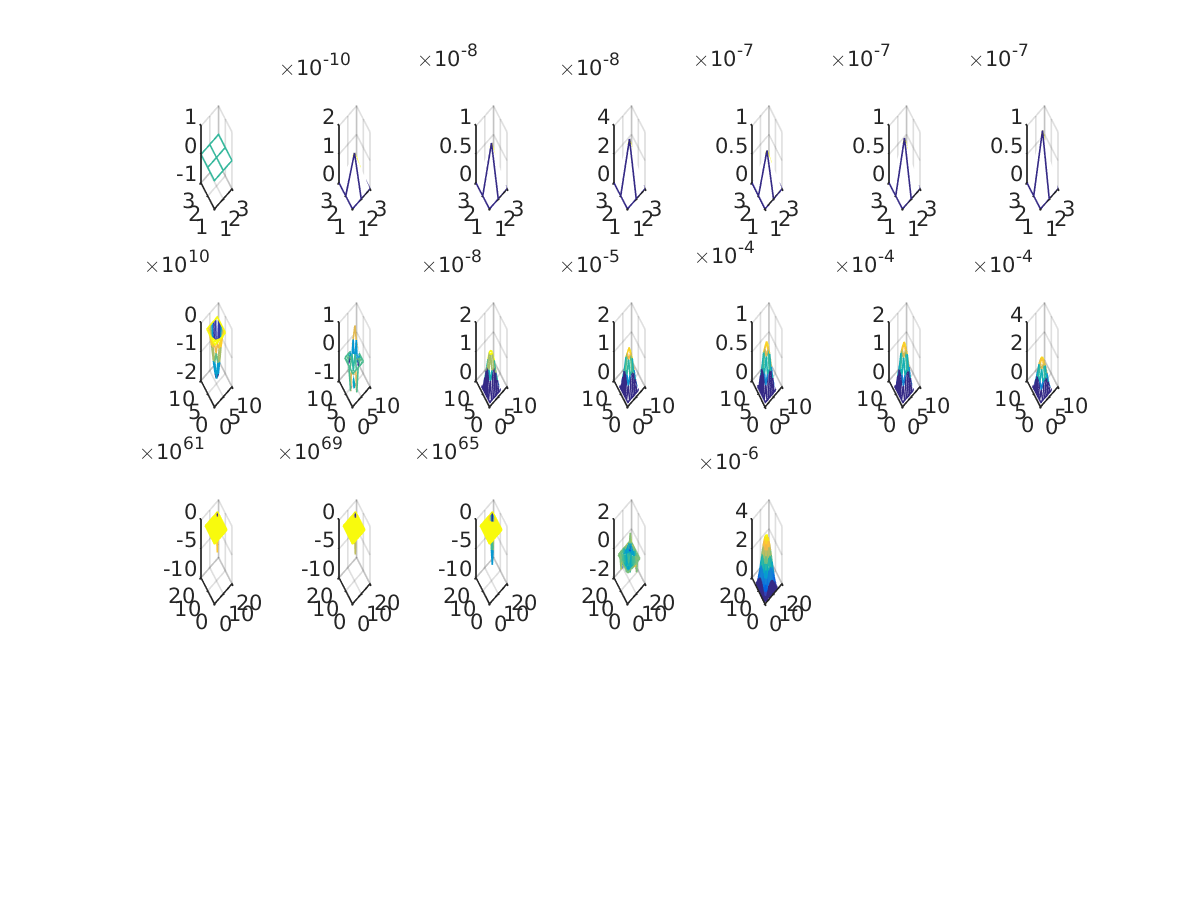 ×10^-10 ×10^-8 ×10^-8 ×10^-7 ×10^-7 ×10^-7
1 2 1 4 1 1 1
0 1 0.5 2 0.5 0.5 0.5
-1 0 0 0 0 0 0
3 3 3 3 3 3 3 3 3 3 3 3 3 3
2 2 2 2 2 2 2 2 2 2 2 2 2 2
1 1 1 1 1 1 1 1 1 1 1 1 1 1
×10^10 ×10^-8 ×10^-5 ×10^-4 ×10^-4 ×10^-4
0 1 2 2 1 2 4
-1 0 1 1 0.5 1 2
-2 -1 0 0 0 0 0
10 10 10 10 10 10 10 10 10 10 10 10 10 10
5 5 5 5 5 5 5 5 5 5 5 5 5 5
0 0 0 0 0 0 0 0 0 0 0 0 0 0
×10^61 ×10^69 ×10^65 ×10^-6
0 0 0 2 4
-5 -5 -5 0 2
-10 -10 -10 -2 0
20 20 20 20 20 20 20 20 20 20
10 10 10 10 10 10 10 10 10 10
0 0 0 0 0 0 0 0 0 0